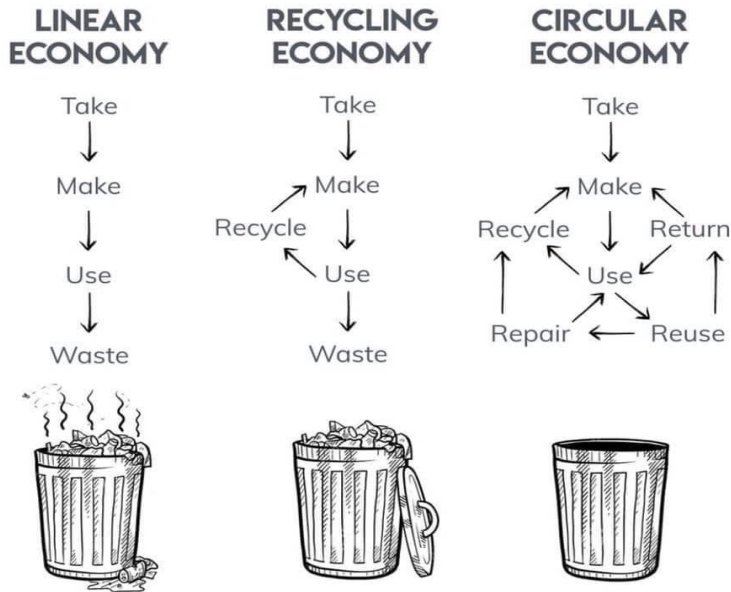 LINEAR
ECONOMY
Take
Make
Use
Waste
RECYCLING
ECONOMY
Take
Make
Recycle
Use
Waste
CIRCULAR
ECONOMY
Take
Make
Recycle
Return
Use
Repair
Reuse